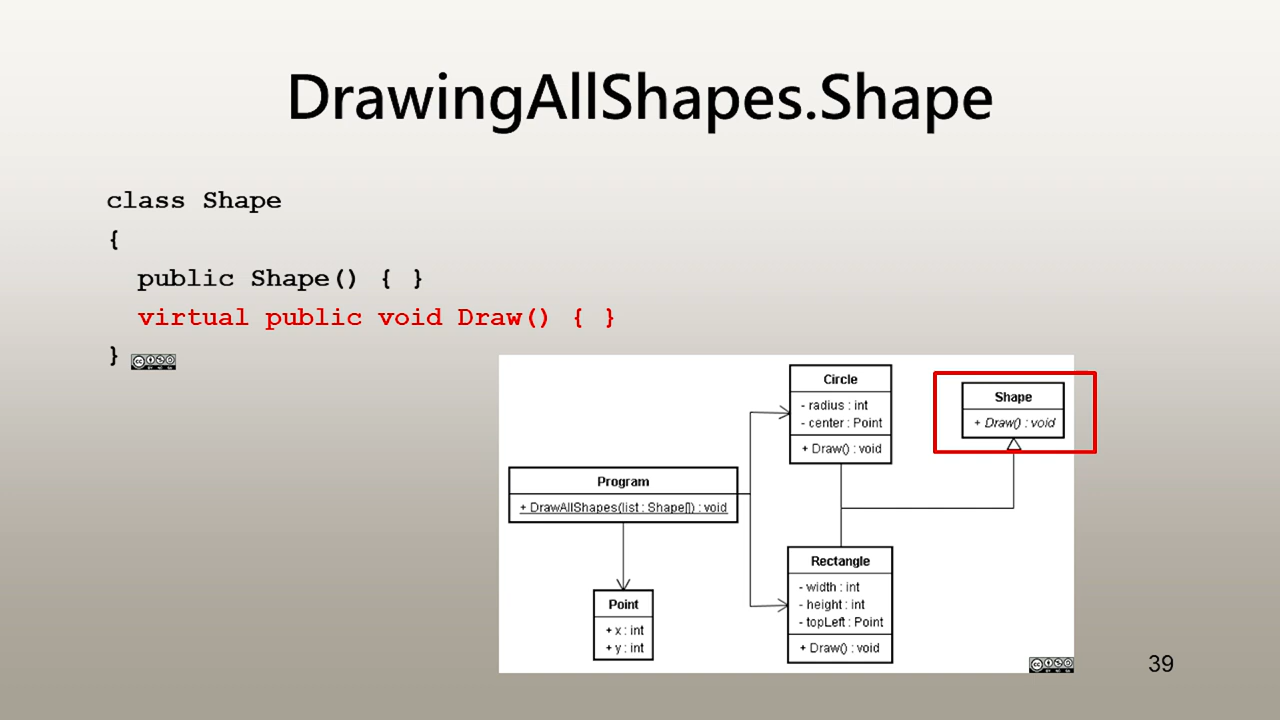 DrawingAllShapes.Shape
class Shape
{
public Shape() { }
virtual public void Draw() { }
}
Circle
- radius : int
- center : Point
+ Draw() : void
Shape
+ Draw() : void
Program
+ DrawAllShapes(list : Shape[]) : void
Point
+ x : int
+ y : int
Rectangle
- width : int
- height : int
- topLeft : Point
+ Draw() : void
39